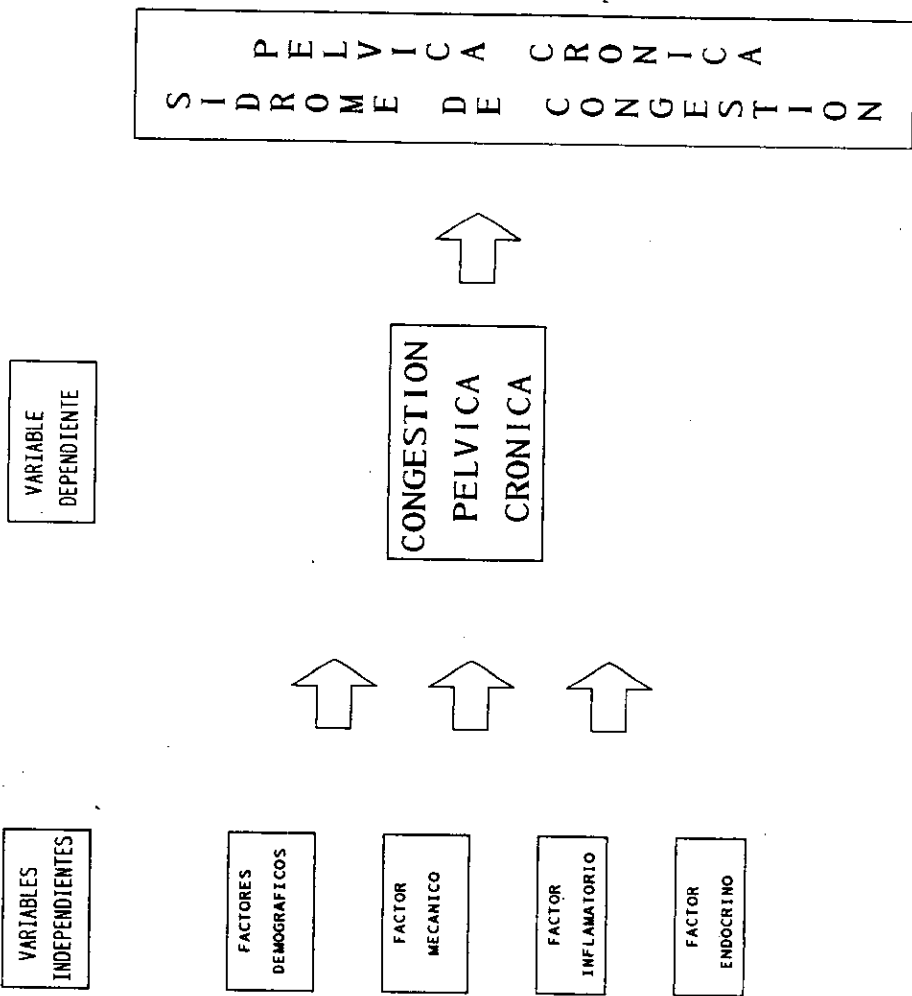 VARIABLES
INDEPENDIENTES
VARIABLE
DEPENDIENTE
FACTORES
DEMOGRAFICOS
FACTOR
MECANICO
FACTOR
INFLAMATORIO
FACTOR
ENDOCRINO
CONGESTION
PELVICA
CRONICA
SIDROME DE CONGESTION
PELVICA CRONICA